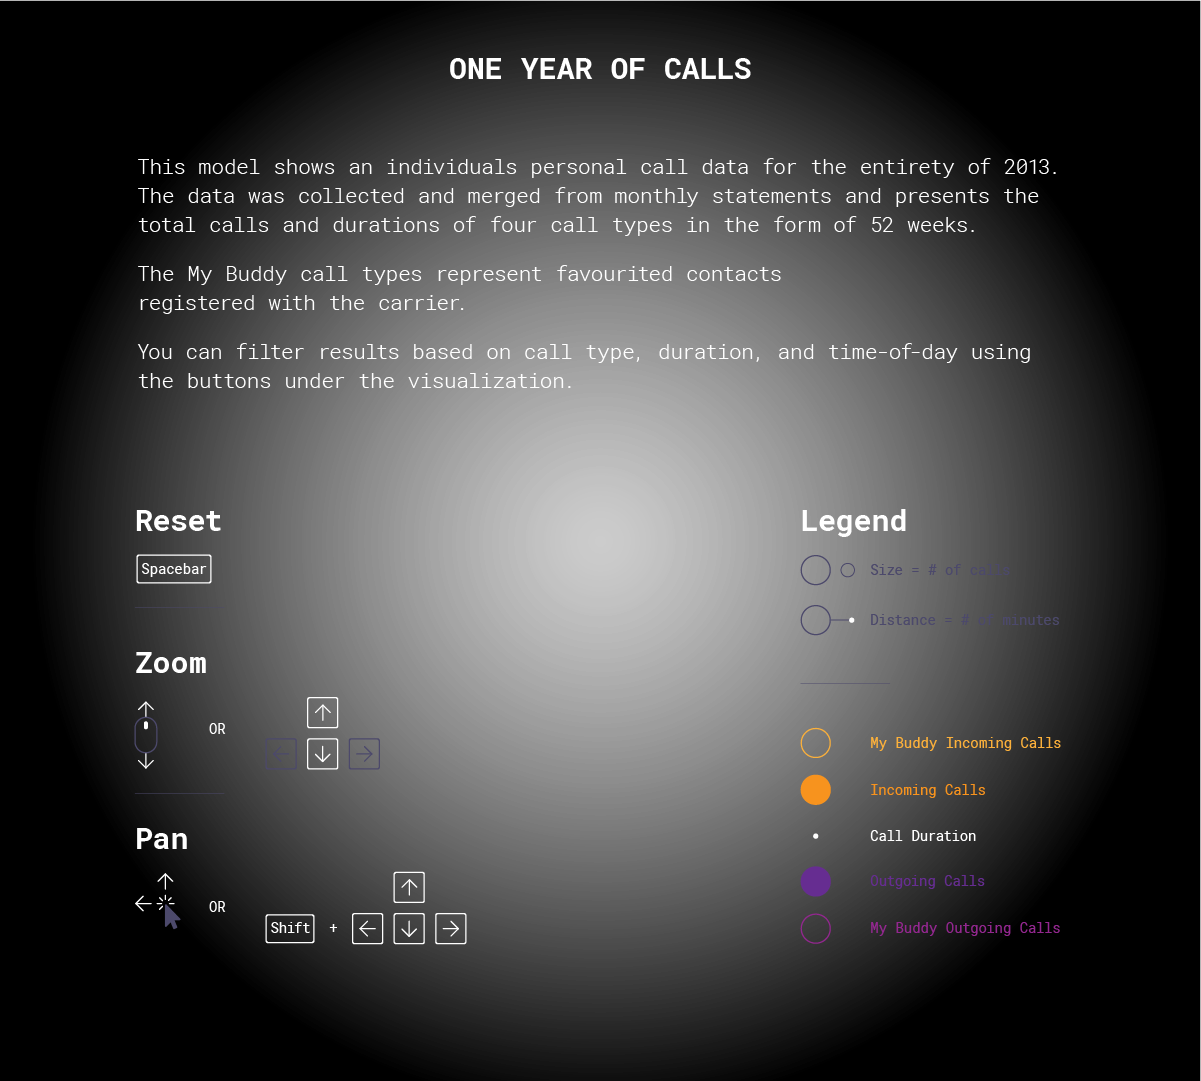 ONE YEAR OF CALLS
This model shows an individuals personal call data for the entirety of 2013.
The data was collected and merged from monthly statements and presents the
total calls and durations of four call types in the form of 52 weeks.
The My Buddy call types represent favourited contacts
registered with the carrier.
You can filter results based on call type, duration, and time-of-day using
the buttons under the visualization.
Reset
Spacebar
Zoom
OR
Pan
OR
Shift +
Legend
Size = # of calls
Distance = # of minutes
My Buddy Incoming Calls
Incoming Calls
Call Duration
Outgoing Calls
My Buddy Outgoing Calls